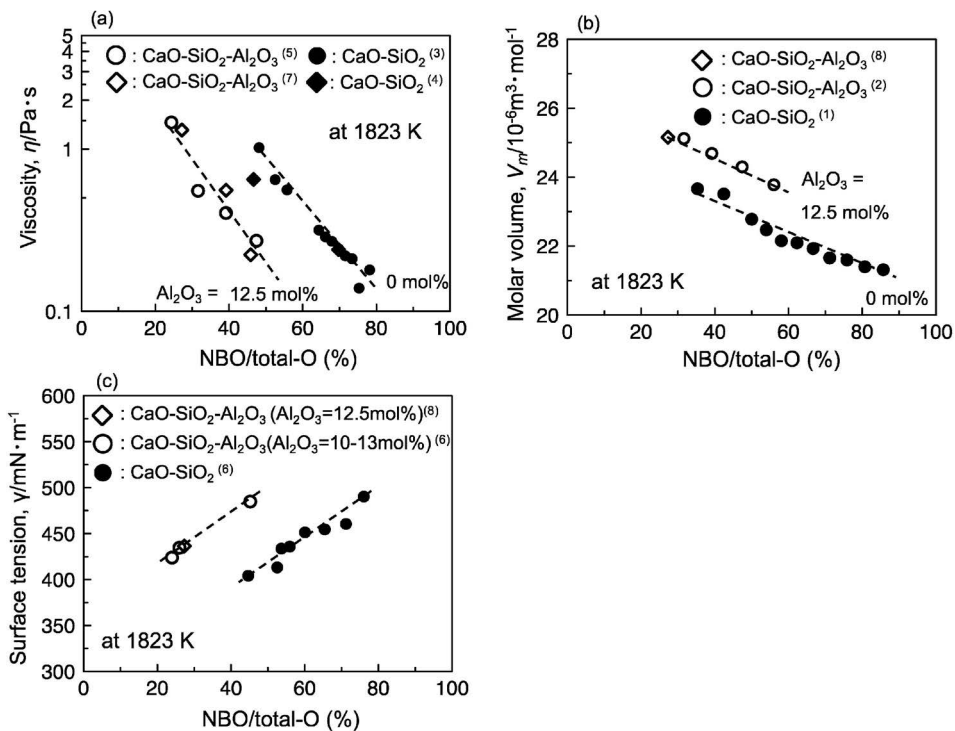 (a)
○ : CaO-SiO₂-Al₂O₃ ⁽⁵⁾ ● : CaO-SiO₂ ⁽³⁾
◇ : CaO-SiO₂-Al₂O₃ ⁽⁷⁾ ◆ : CaO-SiO₂ ⁽⁴⁾
at 1823 K
Viscosity, η/Pa·s
5
4
3
2
1
0.1
Al₂O₃ = 12.5 mol%
0 mol%
0 20 40 60 80 100
NBO/total-O (%)
(b)
◇ : CaO-SiO₂-Al₂O₃ ⁽⁸⁾
○ : CaO-SiO₂-Al₂O₃ ⁽²⁾
● : CaO-SiO₂ ⁽¹⁾
Molar volume, Vₘ/10⁻⁶m³·mol⁻¹
28
26
24
22
20
Al₂O₃ =
12.5 mol%
at 1823 K
0 mol%
0 20 40 60 80 100
NBO/total-O (%)
(c)
◇ : CaO-SiO₂-Al₂O₃ (Al₂O₃=12.5mol%)⁽⁸⁾
○ : CaO-SiO₂-Al₂O₃(Al₂O₃=10-13mol%) ⁽⁶⁾
● : CaO-SiO₂ ⁽⁶⁾
Surface tension, γ/mN·m⁻¹
600
550
500
450
400
350
300
at 1823 K
0 20 40 60 80 100
NBO/total-O (%)